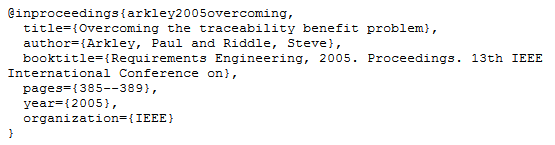 @inproceedings{arkley2005overcoming,
title={Overcoming the traceability benefit problem},
author={Arkley, Paul and Riddle, Steve},
booktitle={Requirements Engineering, 2005. Proceedings. 13th IEEE
International Conference on},
pages={385--389},
year={2005},
organization={IEEE}
}